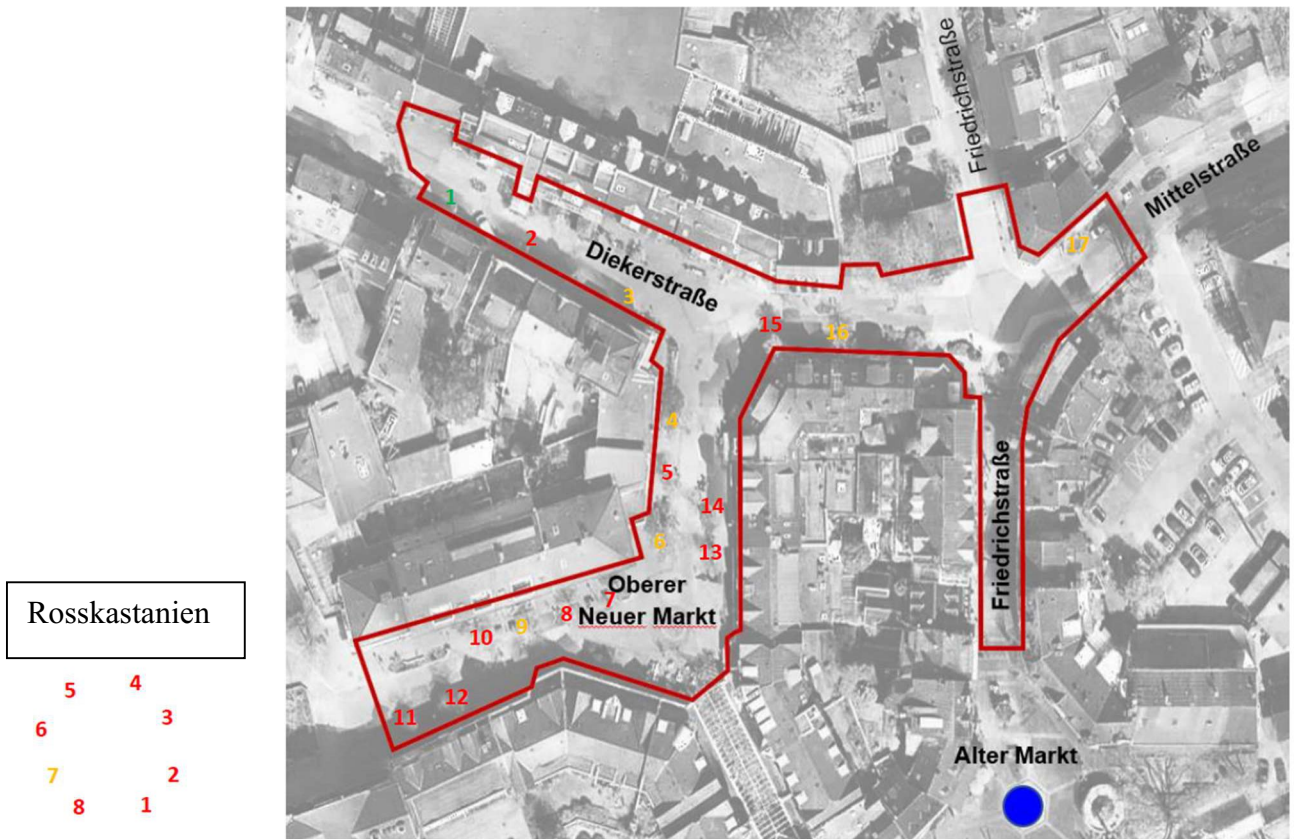 Friedrichstraße
Mittelstraße
1
17
2
Diekerstraße
3
15
16
4
5
14
Friedrichstraße
6
13
Oberer
7
Neuer Markt
8
9
10
Rosskastanien
12
11
5 4
6 3
7 2
8 1
Alter Markt